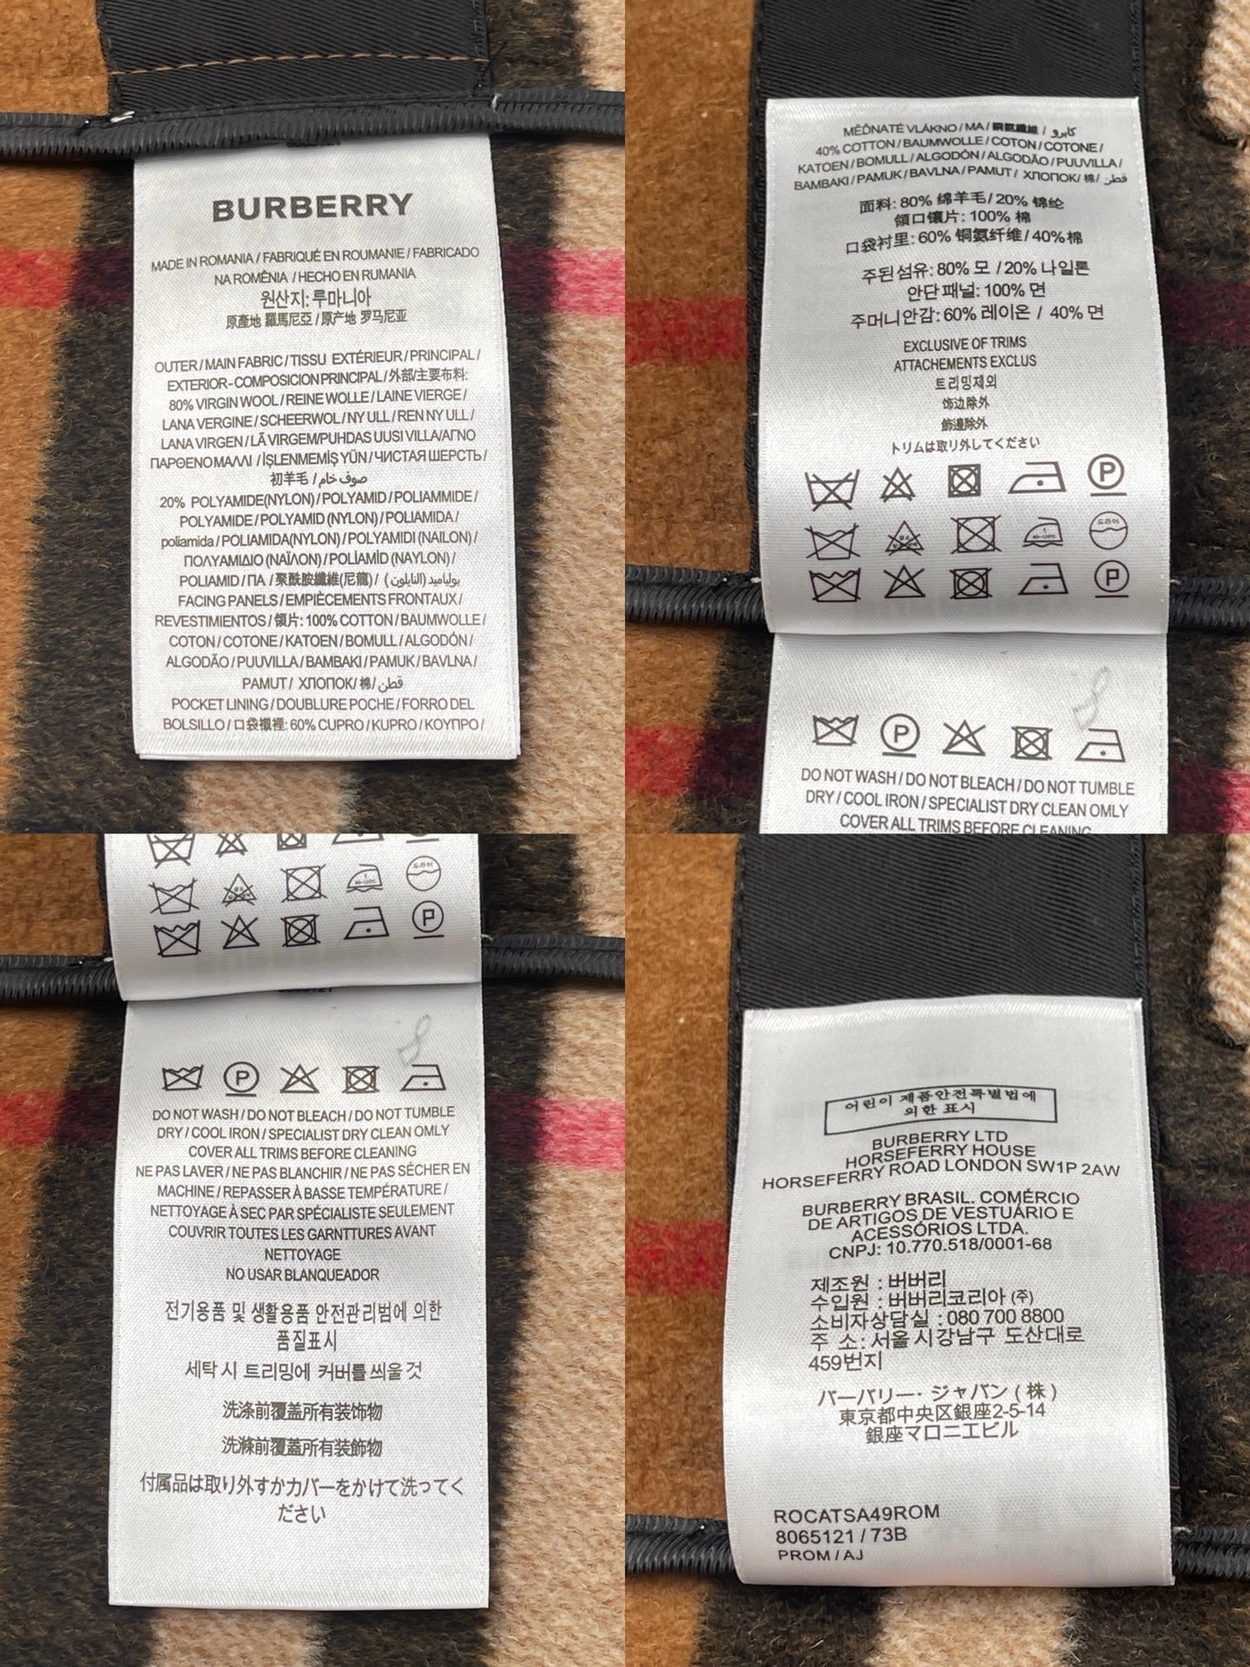 BURBERRY
MADE IN ROMANIA / FABRIQUÉ EN ROUMANIE / FABRICADO
NA ROMÊNIA / HECHO EN RUMANIA
원산지: 루마니아
原產地 羅馬尼亞 / 原产地 罗马尼亚
OUTER / MAIN FABRIC / TISSU EXTÉRIEUR / PRINCIPAL /
EXTERIOR-COMPOSICION PRINCIPAL / 外部/主要布料:
80% VIRGIN WOOL / REINE WOLLE / LAINE VIERGE /
LANA VERGINE / SCHEERWOL / NY ULL / REN NY ULL /
LANA VIRGEN / LÃ VIRGEM/PUHDAS UUSI VILLA/ΑΓΝΟ
ΠΑΡΘΕΝΟ ΜΑΛΛΙ / İŞLENMEMİŞ YÜN / ЧИСТАЯ ШЕРСТЬ /
初羊毛 / صوف خام
20% POLYAMIDE(NYLON) / POLYAMID / POLIAMMIDE /
POLYAMIDE / POLYAMID (NYLON) / POLIAMIDA /
poliamida / POLIAMIDA(NYLON) / POLYAMIDI (NAILON) /
ΠΟΛΥΑΜΙΔΙΟ (ΝΑΪΛΟΝ) / POLİAMİD (NAYLON) /
POLIAMID / ПА / 聚酰胺纖維(尼龍) / بولياميد (النايلون)
FACING PANELS / EMPIÈCEMENTS FRONTAUX /
REVESTIMIENTOS / 領片: 100% COTTON / BAUMWOLLE /
COTON / COTONE / KATOEN / BOMULL / ALGODÓN /
ALGODÃO / PUUVILLA / BAMBAKI / PAMUK / BAVLNA /
PAMUT / ХЛОПОК/ 棉/ قطن
POCKET LINING / DOUBLURE POCHE / FORRO DEL
BOLSILLO / 口袋襯裡: 60% CUPRO / KUPRO / ΚΟΥΠΡΟ /
MĚĎNATÉ VLÁKNO / MA / 銅氨纖維 / كابرو
40% COTTON / BAUMWOLLE / COTON / COTONE /
KATOEN / BOMULL / ALGODÓN / ALGODÃO / PUUVILLA /
BAMBAKI / PAMUK / BAVLNA / PAMUT / ХЛОПОК/ 棉/ قطن
面料: 80% 绵羊毛/ 20% 锦纶
領口镶片: 100% 棉
口袋衬里: 60% 铜氨纤维 / 40%棉
주된섬유: 80% 모 / 20% 나일론
안단패널: 100% 면
주머니안감: 60% 레이온 / 40% 면
EXCLUSIVE OF TRIMS
ATTACHEMENTS EXCLUS
트리밍제외
饰边除外
飾邊除外
トリムは取り外してください
P
드라이
P
P
DO NOT WASH / DO NOT BLEACH / DO NOT TUMBLE
DRY / COOL IRON / SPECIALIST DRY CLEAN OMLY
COVER ALL TRIMS BEFORE CLEANING
드라이
P
P
DO NOT WASH / DO NOT BLEACH / DO NOT TUMBLE
DRY / COOL IRON / SPECIALIST DRY CLEAN OMLY
COVER ALL TRIMS BEFORE CLEANING
NE PAS LAVER / NE PAS BLANCHIR / NE PAS SÉCHER EN
MACHINE / REPASSER À BASSE TEMPÉRATURE /
NETTOYAGE À SEC PAR SPÉCIALISTE SEULEMENT
COUVRIR TOUTES LES GARNTTURES AVANT
NETTOYAGE
NO USAR BLANQUEADOR
전기용품 및 생활용품 안전관리법에 의한
품질표시
세탁 시 트리밍에 커버를 씌울 것
洗涤前覆盖所有装饰物
洗滌前覆蓋所有裝飾物
付属品は取り外すかカバーをかけて洗ってく
ださい
어린이 제품안전특별법에
의한 표시
BURBERRY LTD
HORSEFERRY HOUSE
HORSEFERRY ROAD LONDON SW1P 2AW
BURBERRY BRASIL. COMÉRCIO
DE ARTIGOS DE VESTUÁRIO E
ACESSÓRIOS LTDA.
CNPJ: 10.770.518/0001-68
제조원 : 버버리
수입원 : 버버리코리아 (주)
소비자상담실 : 080 700 8800
주 소: 서울시강남구 도산대로
459번지
バーバリー・ジャパン ( 株 )
東京都中央区銀座2-5-14
銀座マロニエビル
ROCATSA49ROM
8065121 / 73B
PROM / AJ